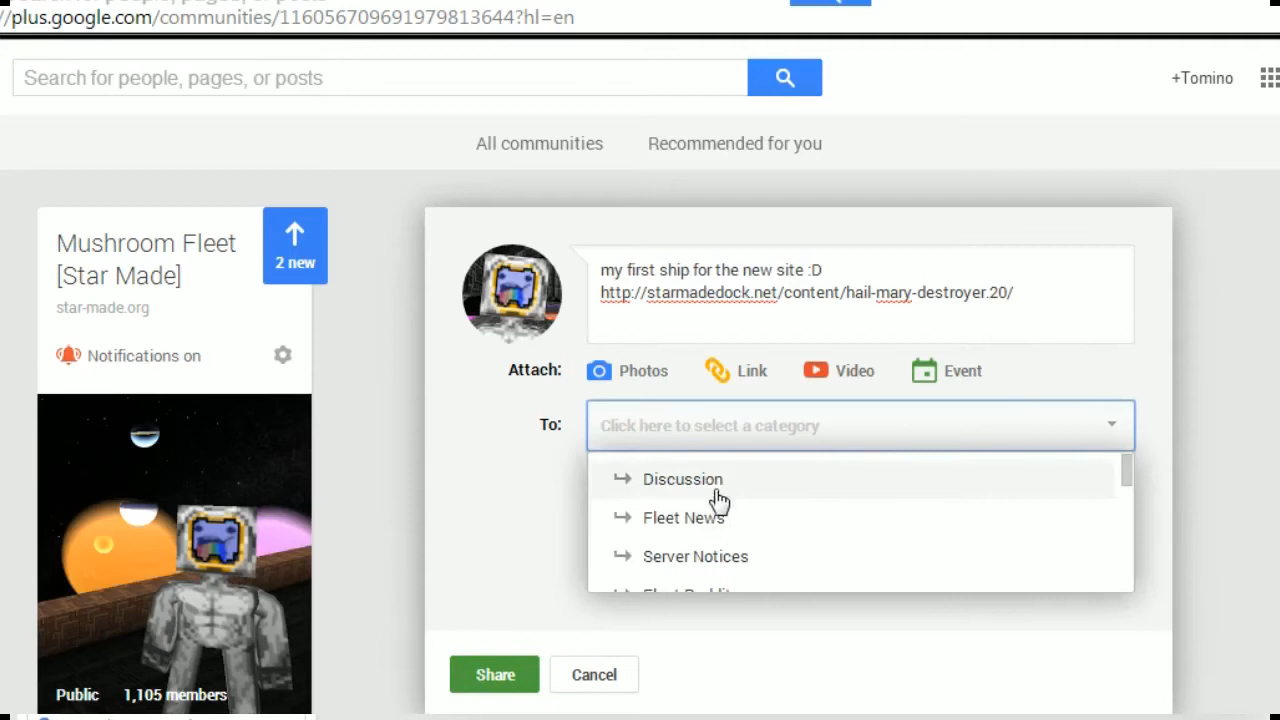 //plus.google.com/communities/116056709691979813644?hl=en
Search for people, pages, or posts
+Tomino
All communities
Recommended for you
Mushroom Fleet
[Star Made]
2 new
star-made.org
Notifications on
my first ship for the new site :D
http://starmadedock.net/content/hail-mary-destroyer.20/
Attach:
Photos
Link
Video
Event
To:
Click here to select a category
Discussion
Fleet News
Server Notices
Share
Cancel
Public
1,105 members